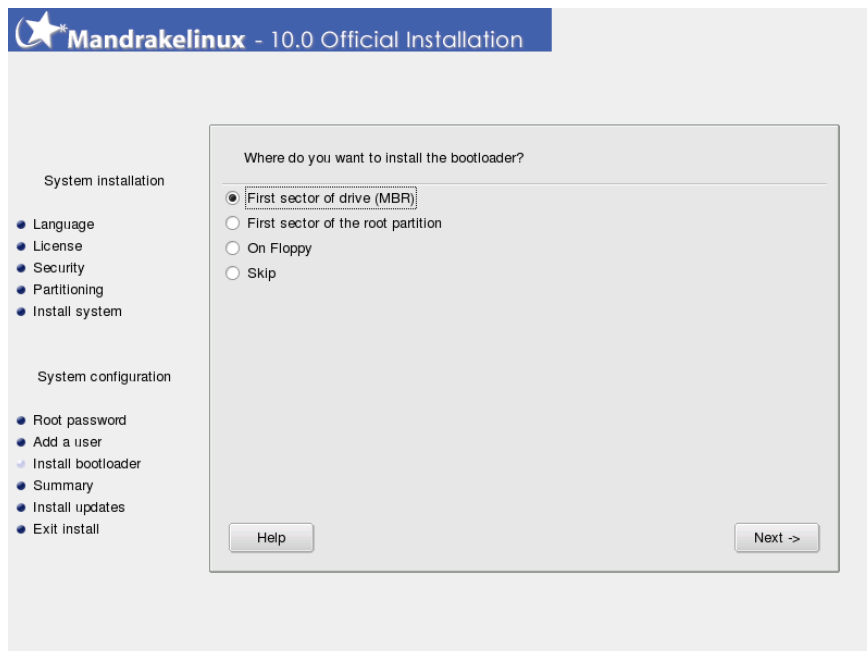 Mandrakelinux - 10.0 Official Installation
System installation
Language
License
Security
Partitioning
Install system
System configuration
Root password
Add a user
Install bootloader
Summary
Install updates
Exit install
Where do you want to install the bootloader?
First sector of drive (MBR)
First sector of the root partition
On Floppy
Skip
Help
Next ->